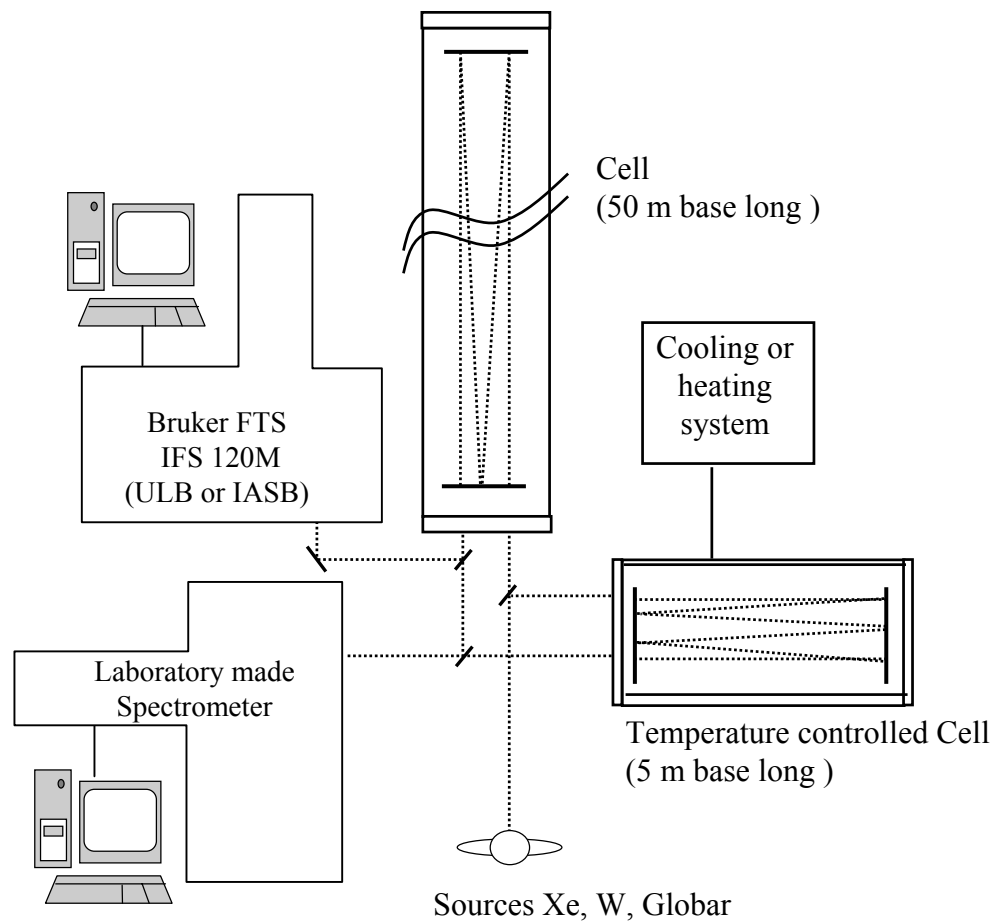 Cell
(50 m base long )
Cooling or
heating
system
Bruker FTS
IFS 120M
(ULB or IASB)
Laboratory made
Spectrometer
Temperature controlled Cell
(5 m base long )
Sources Xe, W, Globar